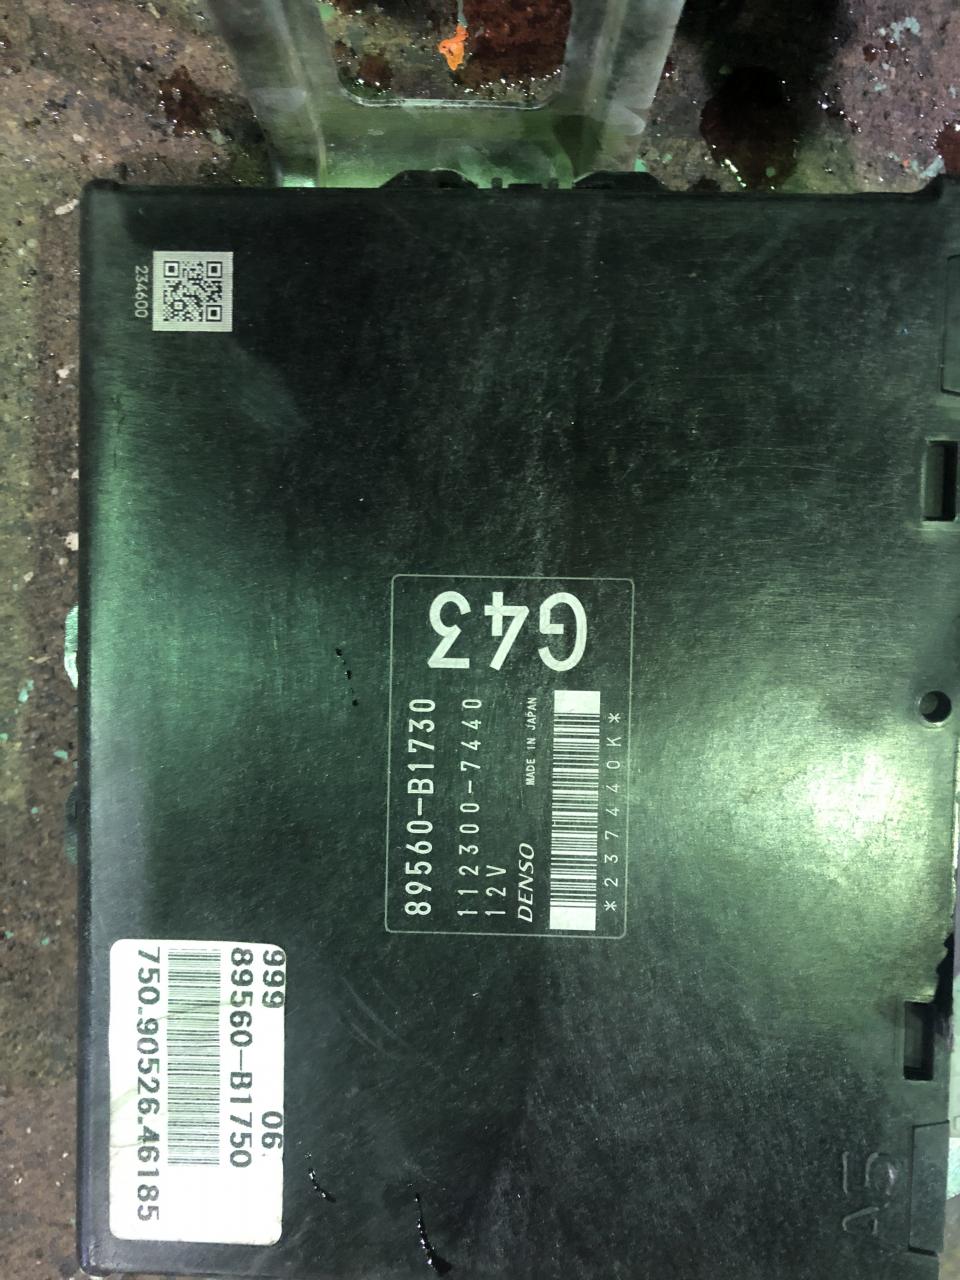 234600
G43
89560-B1730
112300-7440
12V
DENSO MADE IN JAPAN
*237440K*
999 06.
89560-B1750
750.90526.46185
A5